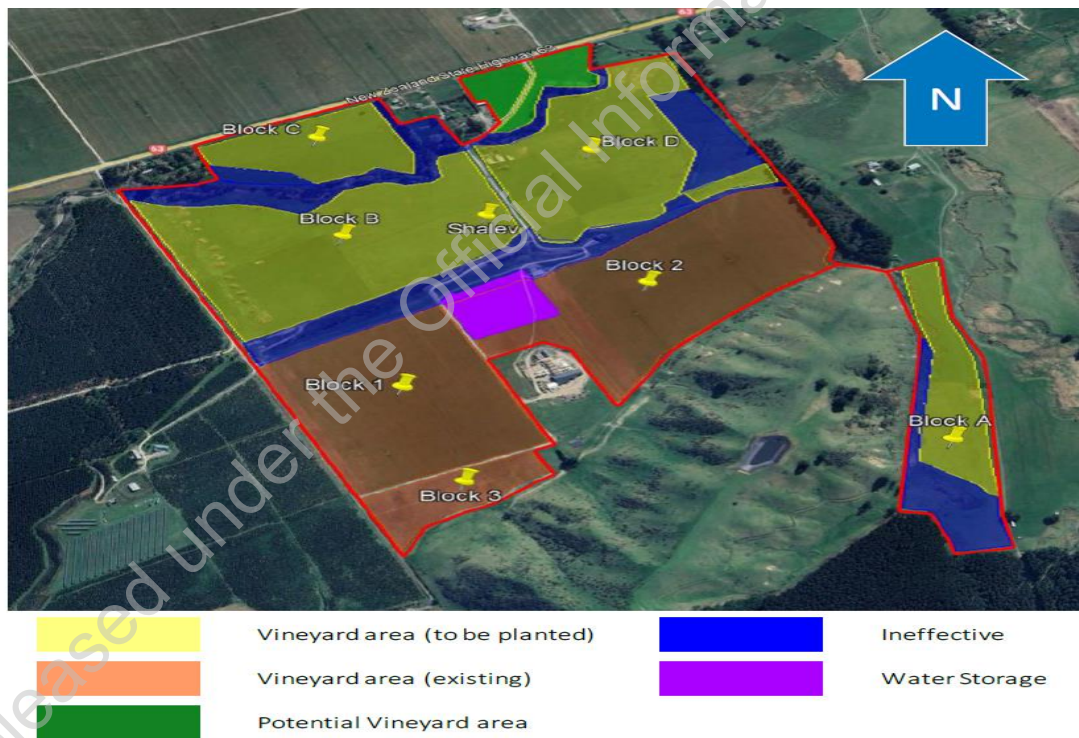 New Zealand State Highway 63
63
N
Block C
63
Block D
Block B
Shalev
Block 2
Block 1
Block A
Block 3
Vineyard area (to be planted)
Ineffective
Vineyard area (existing)
Water Storage
Potential Vineyard area
Released under the Official Informa